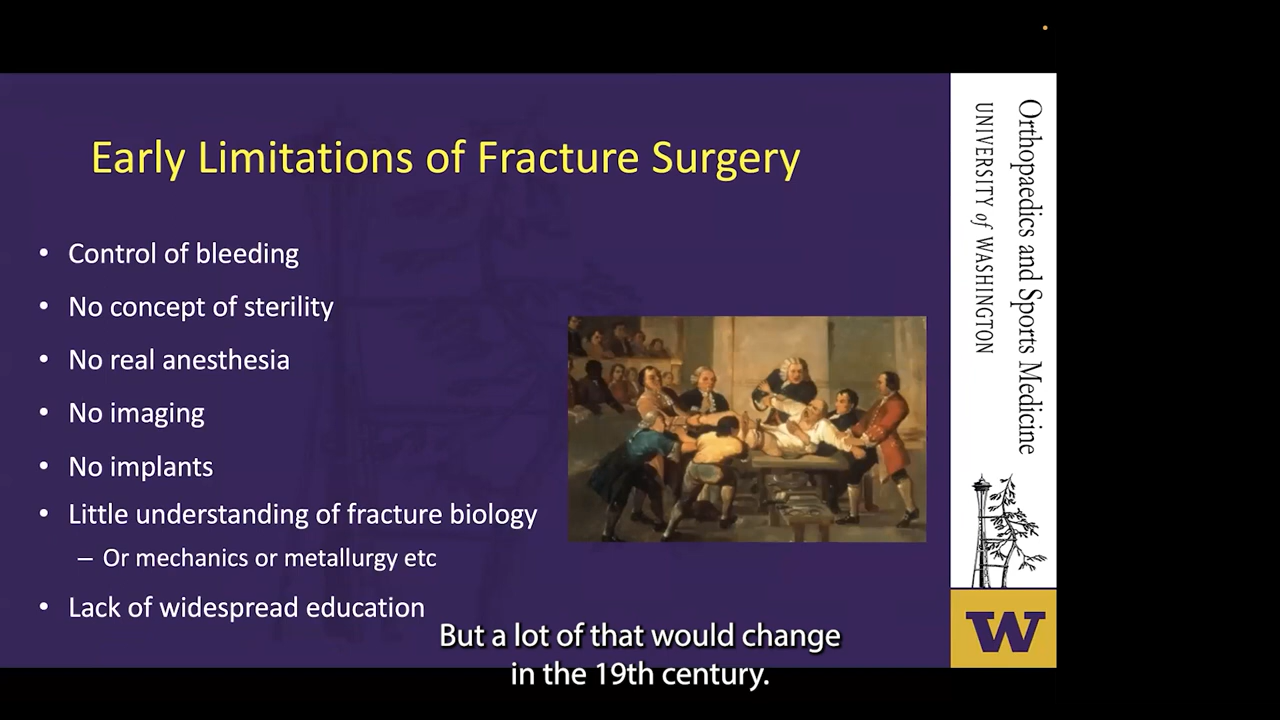 Early Limitations of Fracture Surgery
• Control of bleeding
• No concept of sterility
• No real anesthesia
• No imaging
• No implants
• Little understanding of fracture biology
– Or mechanics or metallurgy etc
• Lack of widespread education
But a lot of that would change
in the 19th century.
Orthopaedics and Sports Medicine
UNIVERSITY of WASHINGTON
W